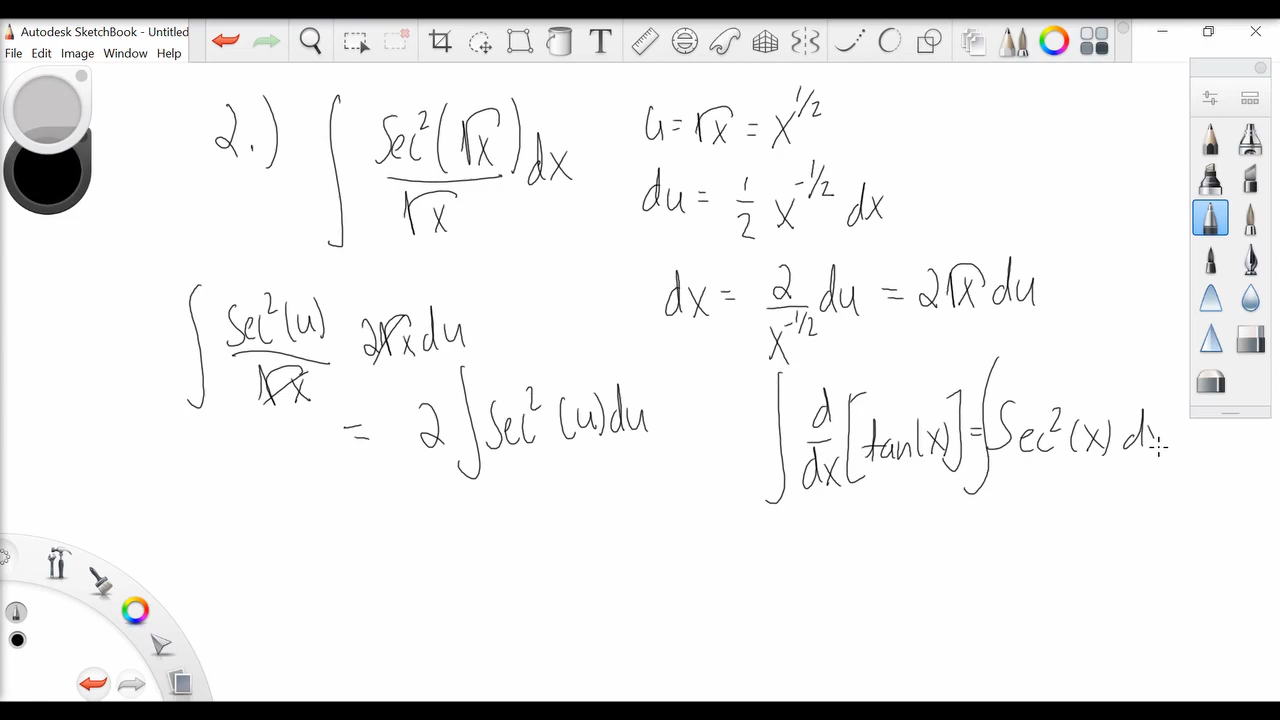 Autodesk SketchBook - Untitled
File Edit Image Window Help
2.) ∫ Sec²(√x)/√x dx
u = √x = x^1/2
du = 1/2 x^-1/2 dx
dx = 2/x^-1/2 du = 2√x du
∫ Sec²(u)/√x 2√x du
= 2 ∫ Sec²(u) du
∫ d/dx [tan(x)] = ∫ Sec²(x) dx